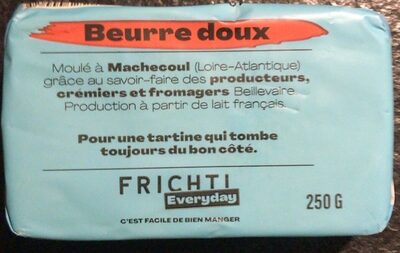 Beurre doux
Moulé à Machecoul (Loire-Atlantique)
grâce au savoir-faire des producteurs,
crémiers et fromagers Beillevaire.
Production à partir de lait français.
Pour une tartine qui tombe
toujours du bon côté.
FRICHTI
Everyday
250 G
C'EST FACILE DE BIEN MANGER